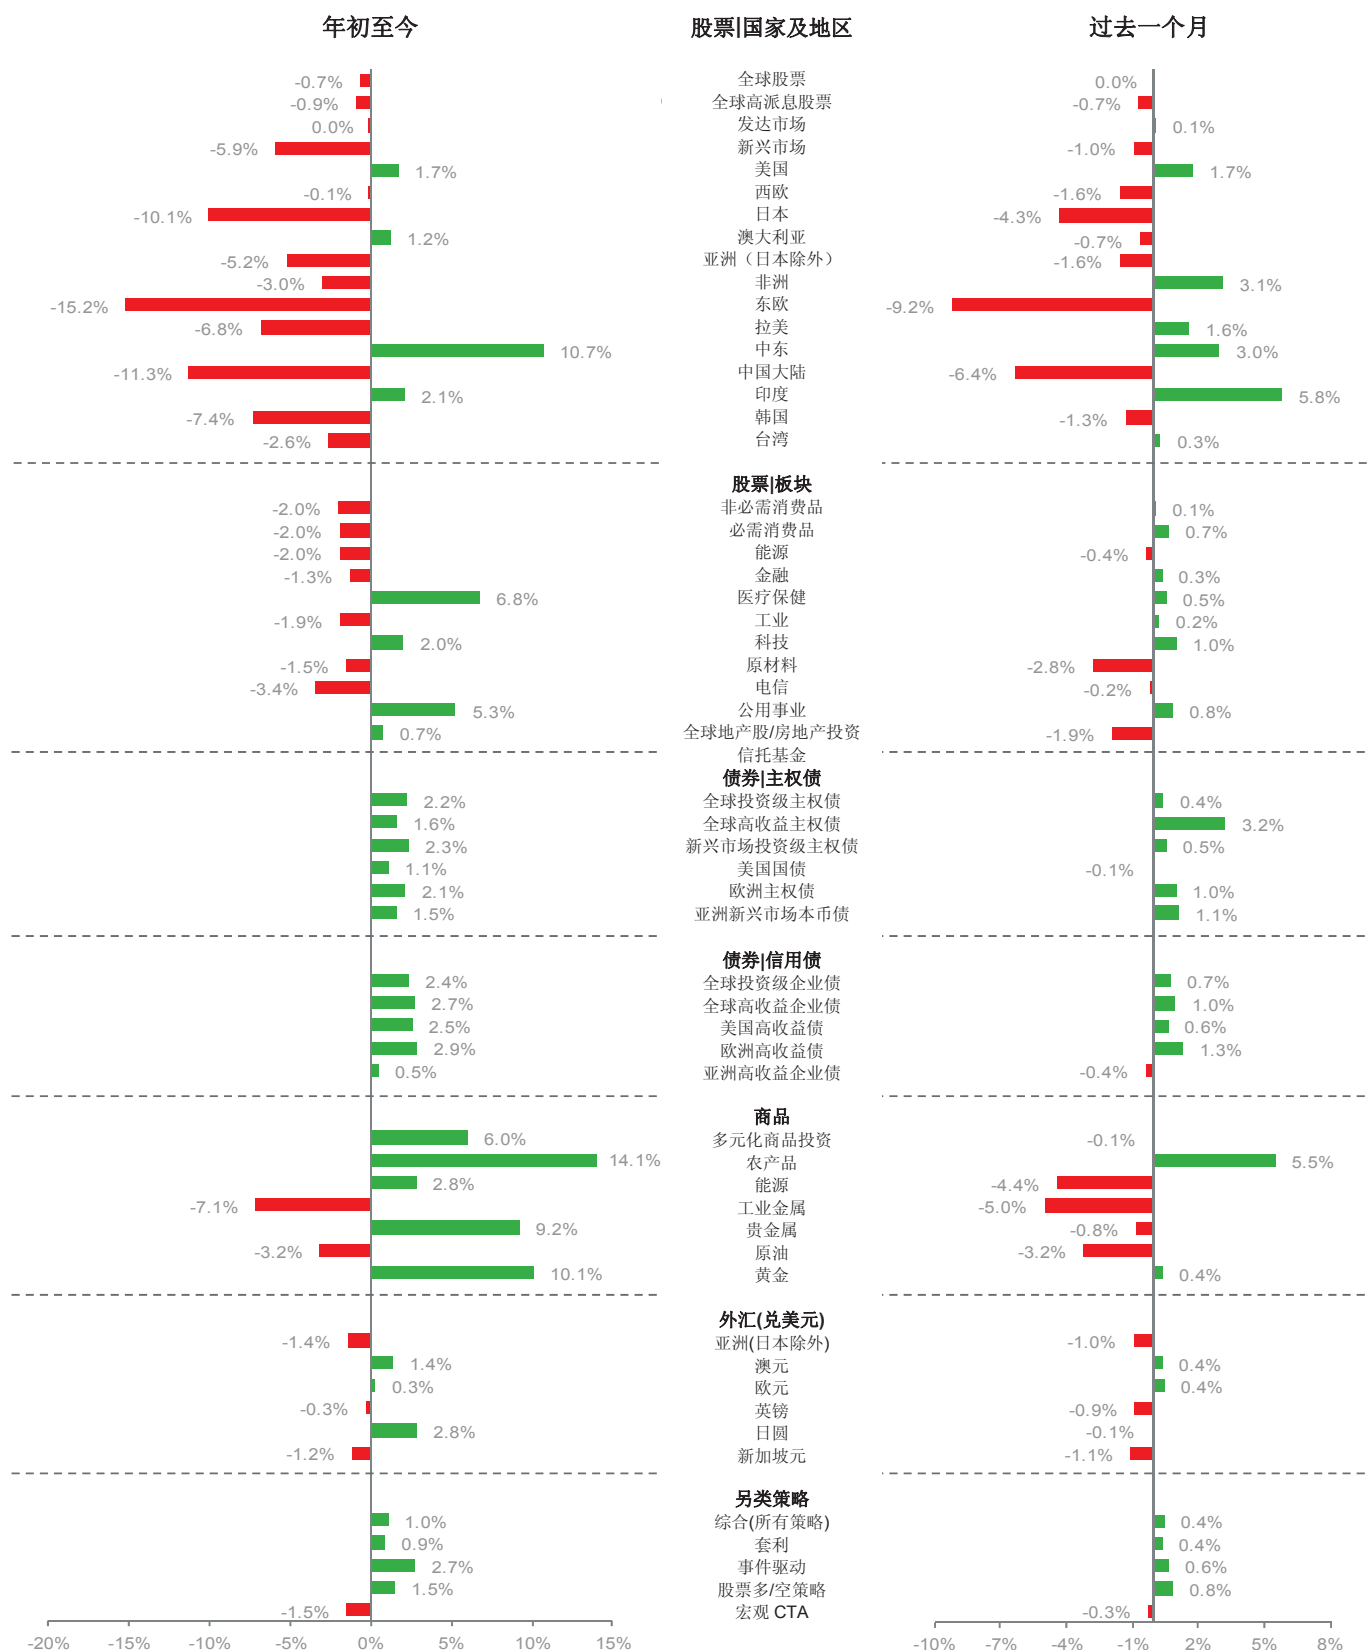 年初至今 股票|国家及地区 过去一个月
-0.7% 全球股票 0.0%
-0.9% 全球高派息股票 -0.7%
0.0% 发达市场 0.1%
-5.9% 新兴市场 -1.0%
1.7% 美国 1.7%
-0.1% 西欧 -1.6%
-10.1% 日本 -4.3%
1.2% 澳大利亚 -0.7%
-5.2% 亚洲（日本除外） -1.6%
-3.0% 非洲 3.1%
-15.2% 东欧 -9.2%
-6.8% 拉美 1.6%
10.7% 中东 3.0%
-11.3% 中国大陆 -6.4%
2.1% 印度 5.8%
-7.4% 韩国 -1.3%
-2.6% 台湾 0.3%
股票|板块
-2.0% 非必需消费品 0.1%
-2.0% 必需消费品 0.7%
-2.0% 能源 -0.4%
-1.3% 金融 0.3%
6.8% 医疗保健 0.5%
-1.9% 工业 0.2%
2.0% 科技 1.0%
-1.5% 原材料 -2.8%
-3.4% 电信 -0.2%
5.3% 公用事业 0.8%
0.7% 全球地产股/房地产投资 -1.9%
信托基金
债券|主权债
2.2% 全球投资级主权债 0.4%
1.6% 全球高收益主权债 3.2%
2.3% 新兴市场投资级主权债 0.5%
1.1% 美国国债 -0.1%
2.1% 欧洲主权债 1.0%
1.5% 亚洲新兴市场本币债 1.1%
债券|信用债
2.4% 全球投资级企业债 0.7%
2.7% 全球高收益企业债 1.0%
2.5% 美国高收益债 0.6%
2.9% 欧洲高收益债 1.3%
0.5% 亚洲高收益企业债 -0.4%
商品
6.0% 多元化商品投资 -0.1%
14.1% 农产品 5.5%
2.8% 能源 -4.4%
-7.1% 工业金属 -5.0%
9.2% 贵金属 -0.8%
-3.2% 原油 -3.2%
10.1% 黄金 0.4%
外汇(兑美元)
-1.4% 亚洲(日本除外) -1.0%
1.4% 澳元 0.4%
0.3% 欧元 0.4%
-0.3% 英镑 -0.9%
2.8% 日圆 -0.1%
-1.2% 新加坡元 -1.1%
另类策略
1.0% 综合(所有策略) 0.4%
0.9% 套利 0.4%
2.7% 事件驱动 0.6%
1.5% 股票多/空策略 0.8%
-1.5% 宏观 CTA -0.3%
-20% -15% -10% -5% 0% 5% 10% 15% -10% -7% -4% -1% 2% 5% 8%